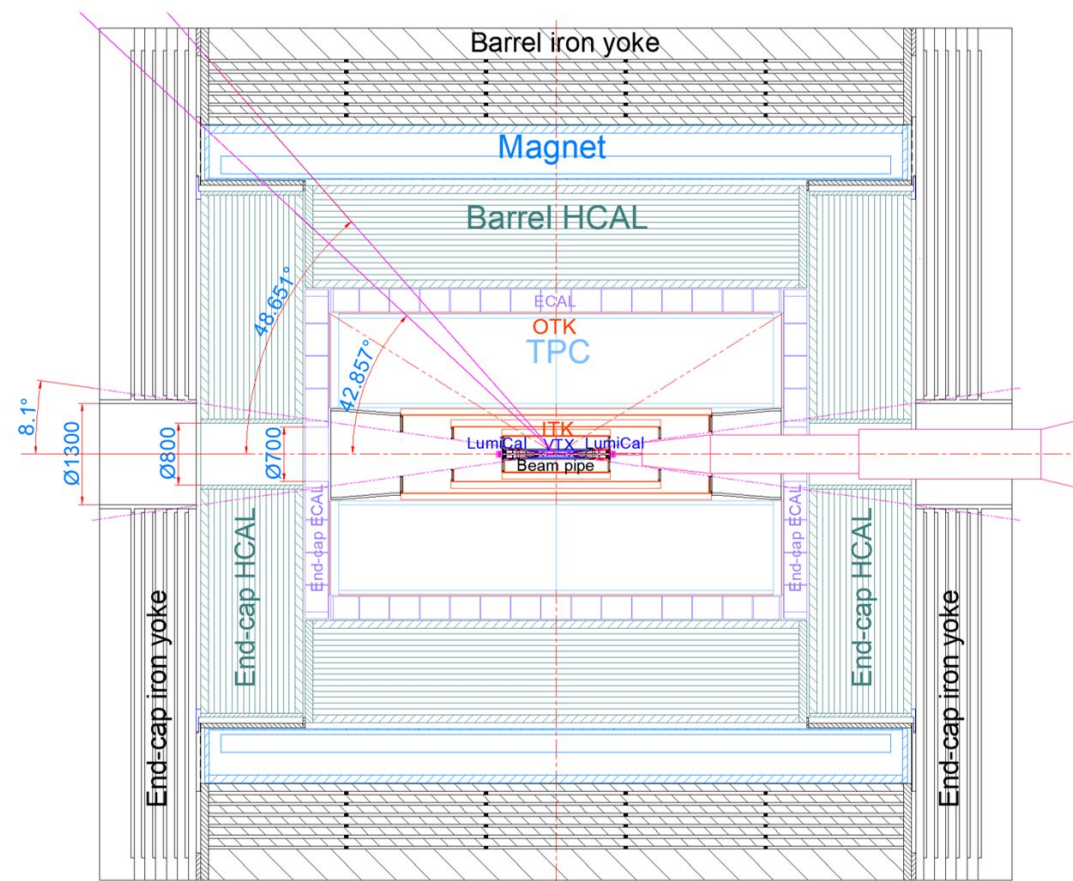 Barrel iron yoke
Magnet
Barrel HCAL
ECAL
OTK
TPC
48.651°
42.857°
8.1°
Ø1300
Ø800
Ø700
ITK
LumiCal
VTX
LumiCal
Beam pipe
End-cap ECAL
End-cap ECAL
End-cap HCAL
End-cap HCAL
End-cap iron yoke
End-cap iron yoke